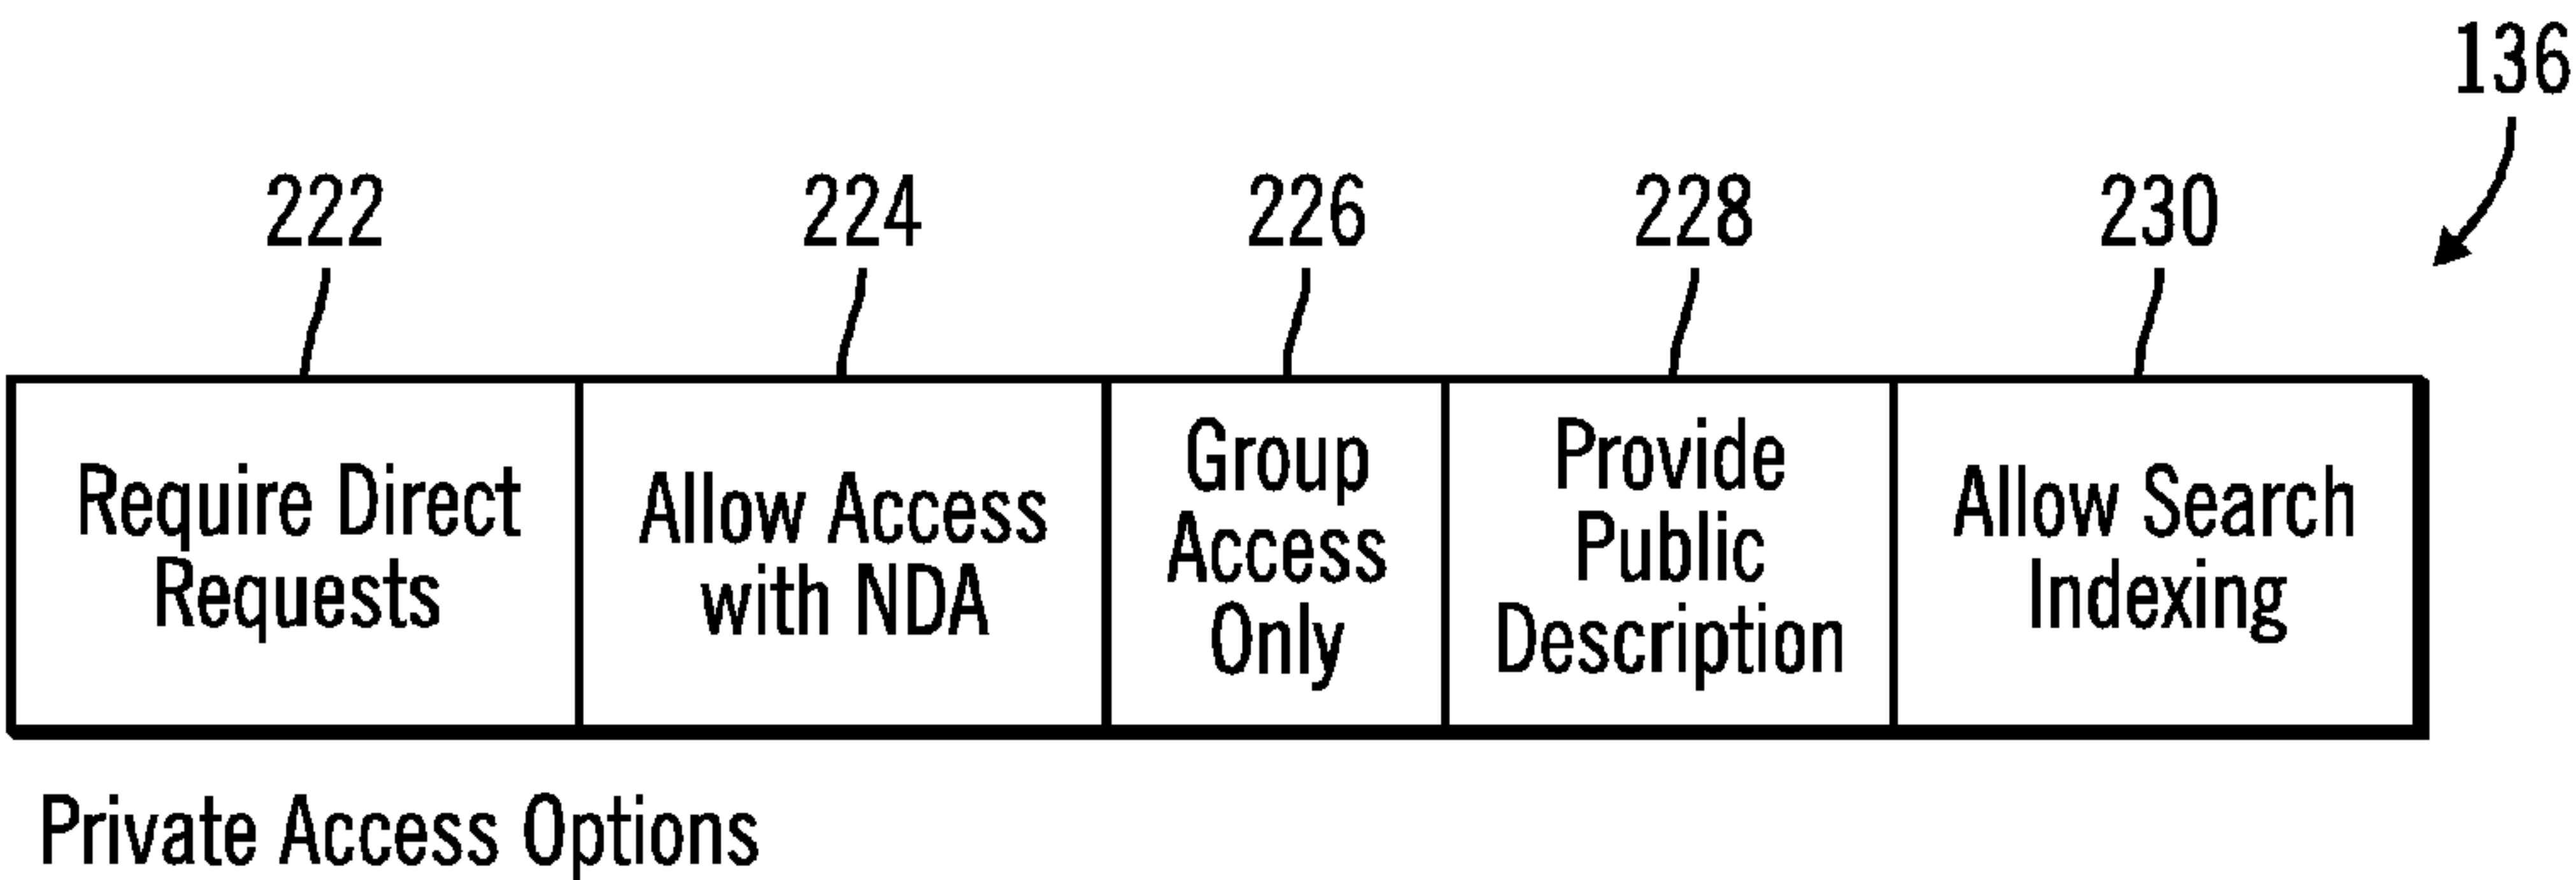 136
222
224
226
228
230
Require Direct
Requests
Allow Access
with NDA
Group
Access
Only
Provide
Public
Description
Allow Search
Indexing
Private Access Options